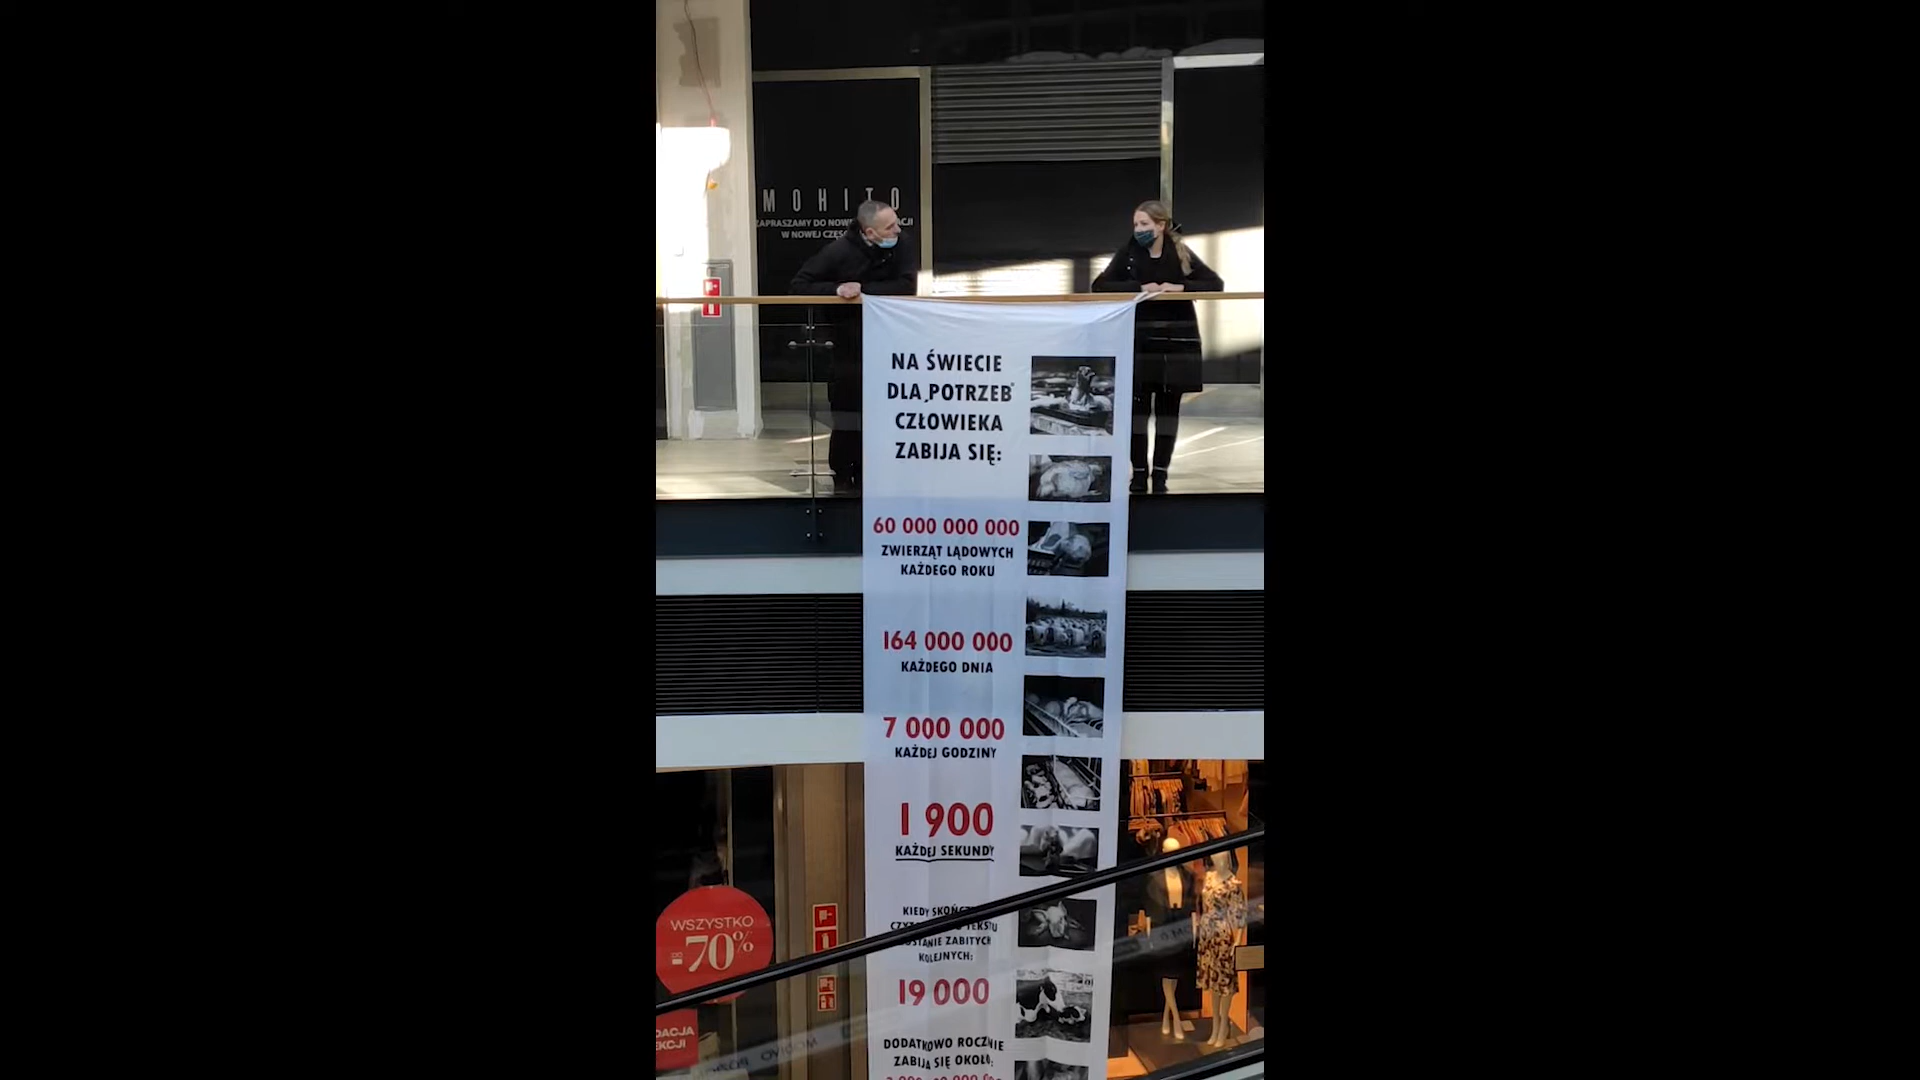 MOHITO
ZAPRASZAMY DO
W NOWEJ
NA ŚWIECIE
DLA „POTRZEB"
CZŁOWIEKA
ZABIJA SIĘ:
60 000 000 000
ZWIERZĄT LĄDOWYCH
KAŻDEGO ROKU
164 000 000
KAŻDEGO DNIA
7 000 000
KAŻDEJ GODZINY
1 900
KAŻDEJ SEKUNDY
KIEDY
ZABITYCH
KOLEJNYCH:
19 000
DODATKOWO ROCZNIE
ZABIJA SIĘ OKOŁO:
WSZYSTKO
DO -70%